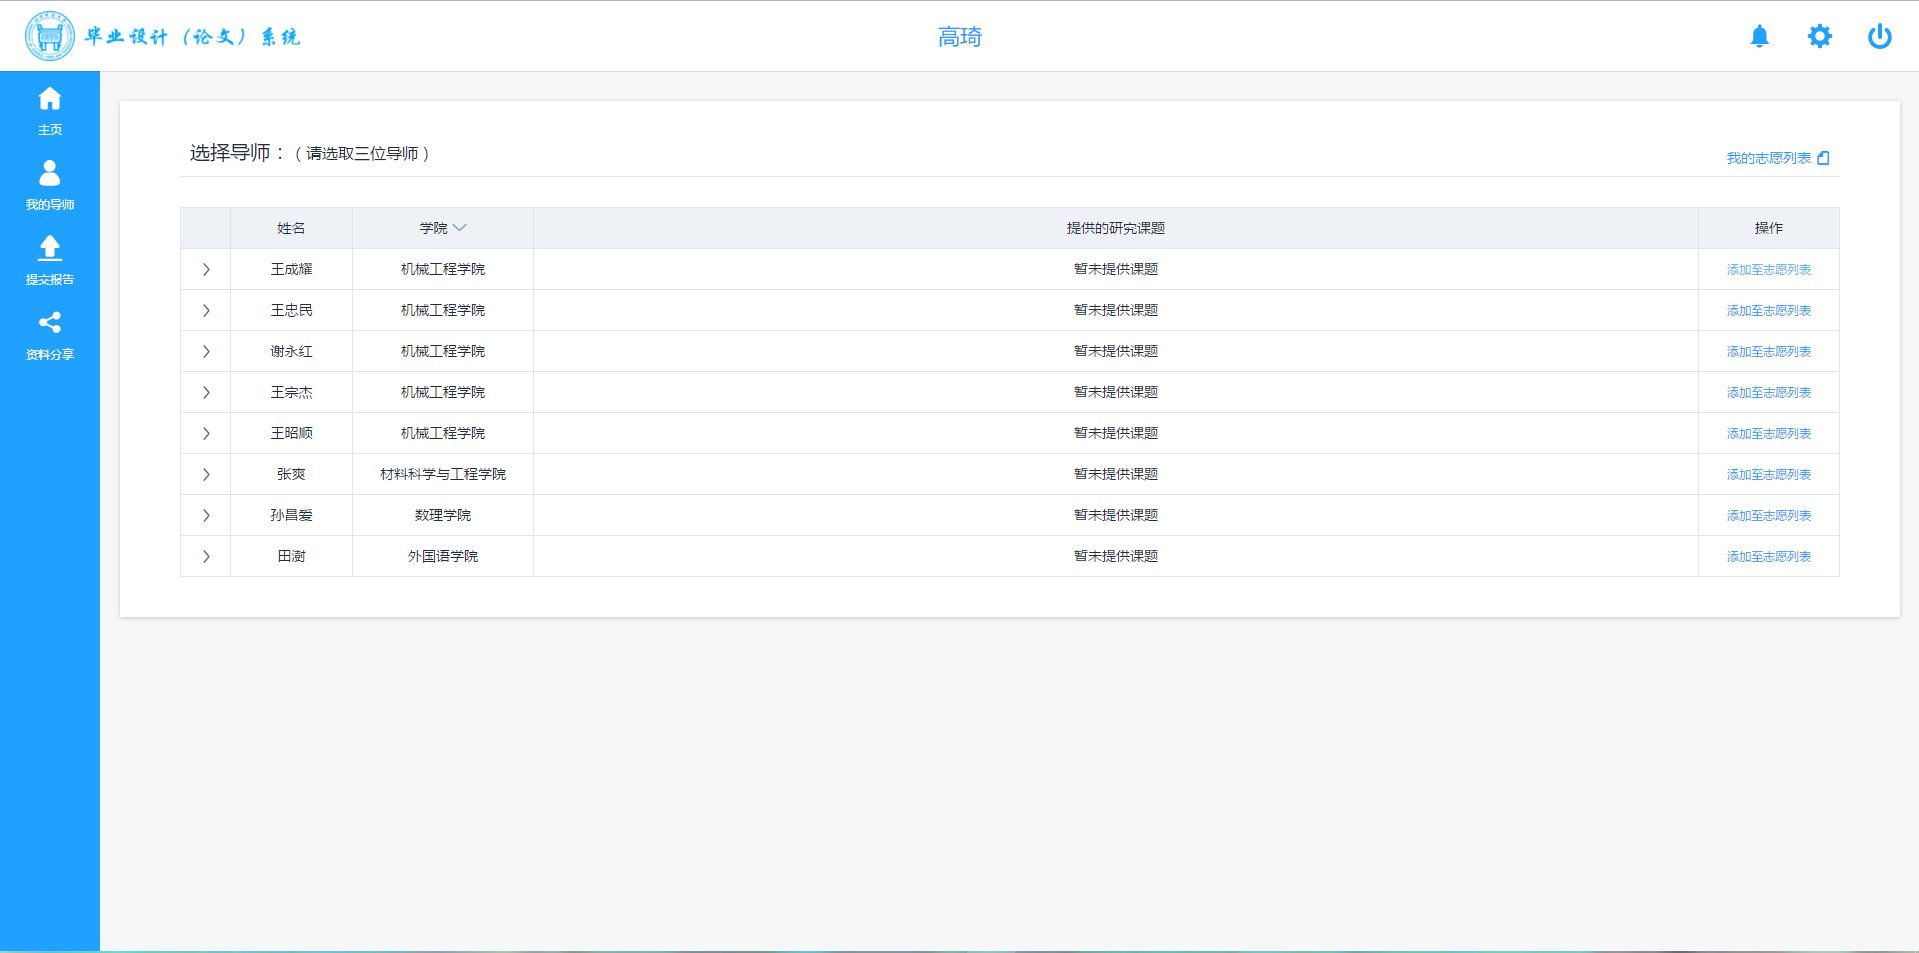 毕业设计（论文）系统
高琦
主页
我的导师
提交报告
资料分享
选择导师：（请选取三位导师）
我的志愿列表
姓名 学院 提供的研究课题 操作
王成耀 机械工程学院 暂未提供课题 添加至志愿列表
王忠民 机械工程学院 暂未提供课题 添加至志愿列表
谢永红 机械工程学院 暂未提供课题 添加至志愿列表
王宗杰 机械工程学院 暂未提供课题 添加至志愿列表
王昭顺 机械工程学院 暂未提供课题 添加至志愿列表
张爽 材料科学与工程学院 暂未提供课题 添加至志愿列表
孙昌爱 数理学院 暂未提供课题 添加至志愿列表
田澍 外国语学院 暂未提供课题 添加至志愿列表